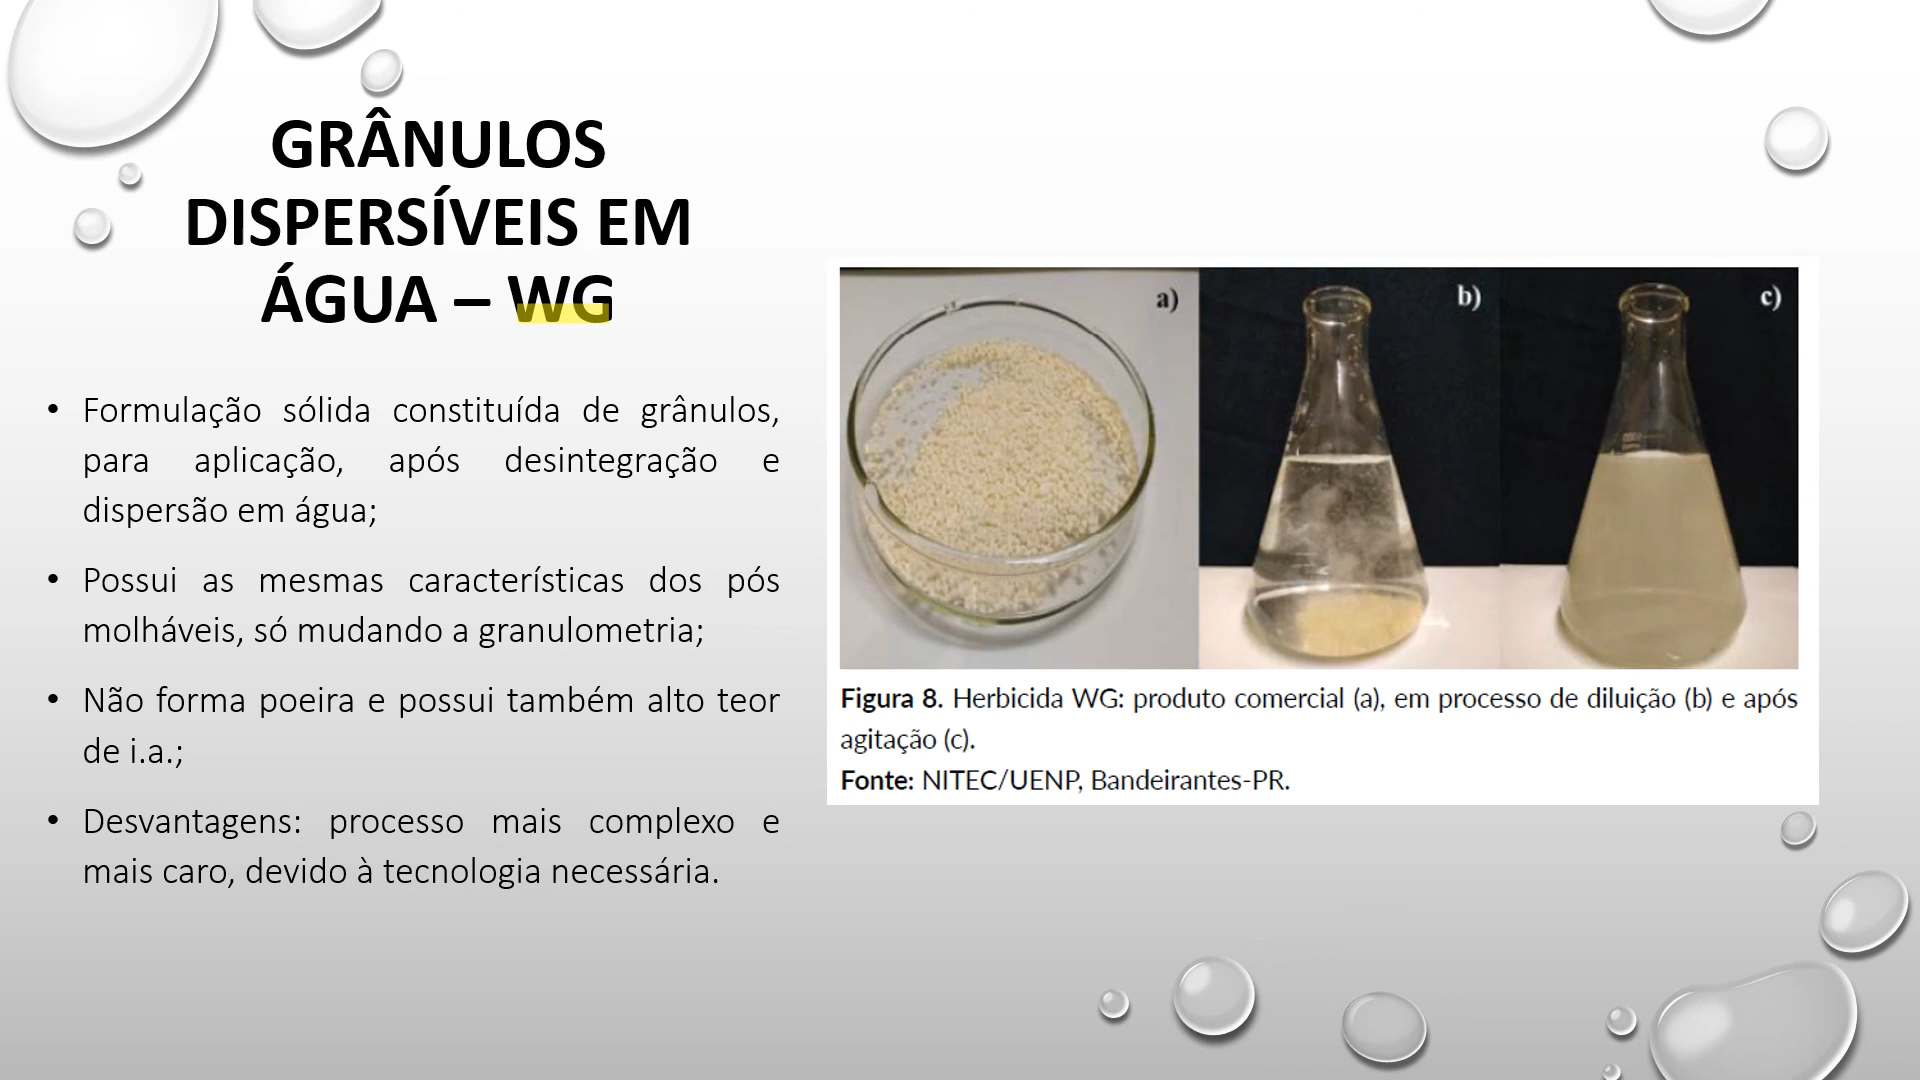 GRÂNULOS
DISPERSÍVEIS EM
ÁGUA – WG
• Formulação sólida constituída de grânulos,
para aplicação, após desintegração e
dispersão em água;
• Possui as mesmas características dos pós
molháveis, só mudando a granulometria;
• Não forma poeira e possui também alto teor
de i.a.;
• Desvantagens: processo mais complexo e
mais caro, devido à tecnologia necessária.
a)
b)
c)
Figura 8. Herbicida WG: produto comercial (a), em processo de diluição (b) e após
agitação (c).
Fonte: NITEC/UENP, Bandeirantes-PR.